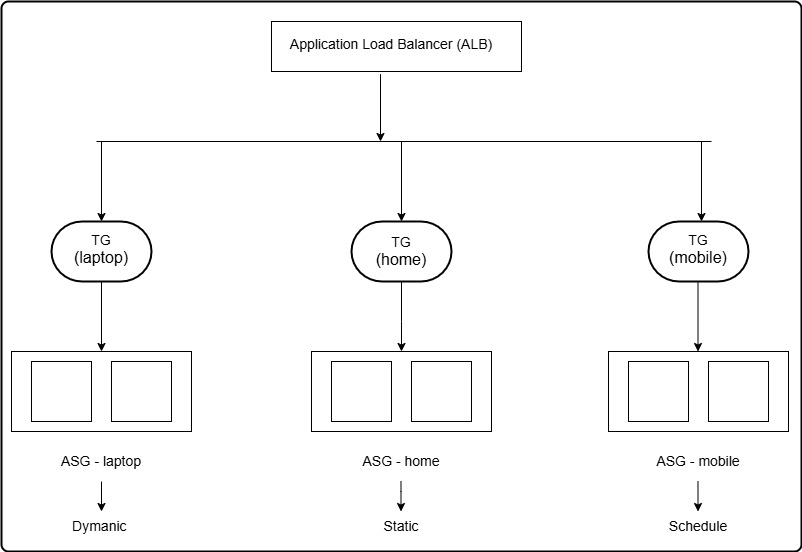 Application Load Balancer (ALB)
TG
(laptop)
TG
(home)
TG
(mobile)
ASG - laptop
ASG - home
ASG - mobile
Dymanic
Static
Schedule